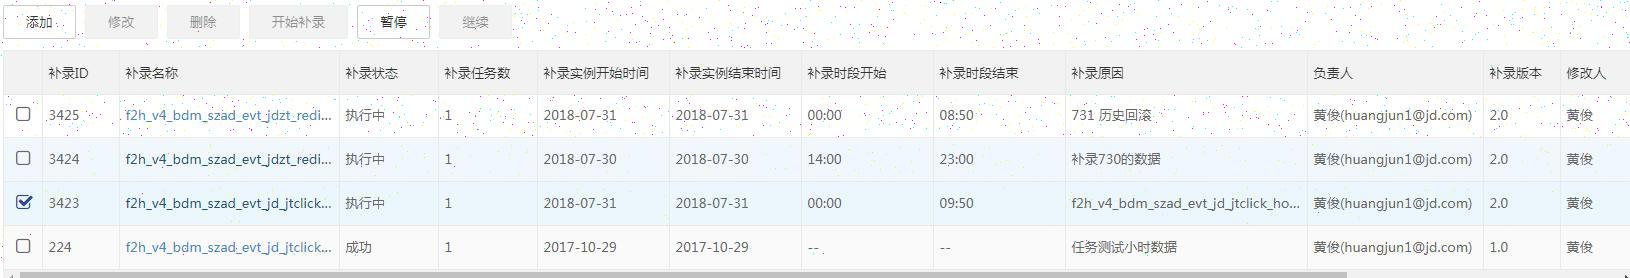 添加 修改 删除 开始补录 暂停 继续
补录ID 补录名称 补录状态 补录任务数 补录实例开始时间 补录实例结束时间 补录时段开始 补录时段结束 补录原因 负责人 补录版本 修改人
3425 f2h_v4_bdm_szad_evt_jdzt_redi... 执行中 1 2018-07-31 2018-07-31 00:00 08:50 731 历史回滚 黄俊(huangjun1@jd.com) 2.0 黄俊
3424 f2h_v4_bdm_szad_evt_jdzt_redi... 执行中 1 2018-07-30 2018-07-30 14:00 23:00 补录730的数据 黄俊(huangjun1@jd.com) 2.0 黄俊
3423 f2h_v4_bdm_szad_evt_jd_jtclick... 执行中 1 2018-07-31 2018-07-31 00:00 09:50 f2h_v4_bdm_szad_evt_jd_jtclick_ho... 黄俊(huangjun1@jd.com) 2.0 黄俊
224 f2h_v4_bdm_szad_evt_jd_jtclick... 成功 1 2017-10-29 2017-10-29 -- -- 任务测试小时数据 黄俊(huangjun1@jd.com) 1.0 黄俊